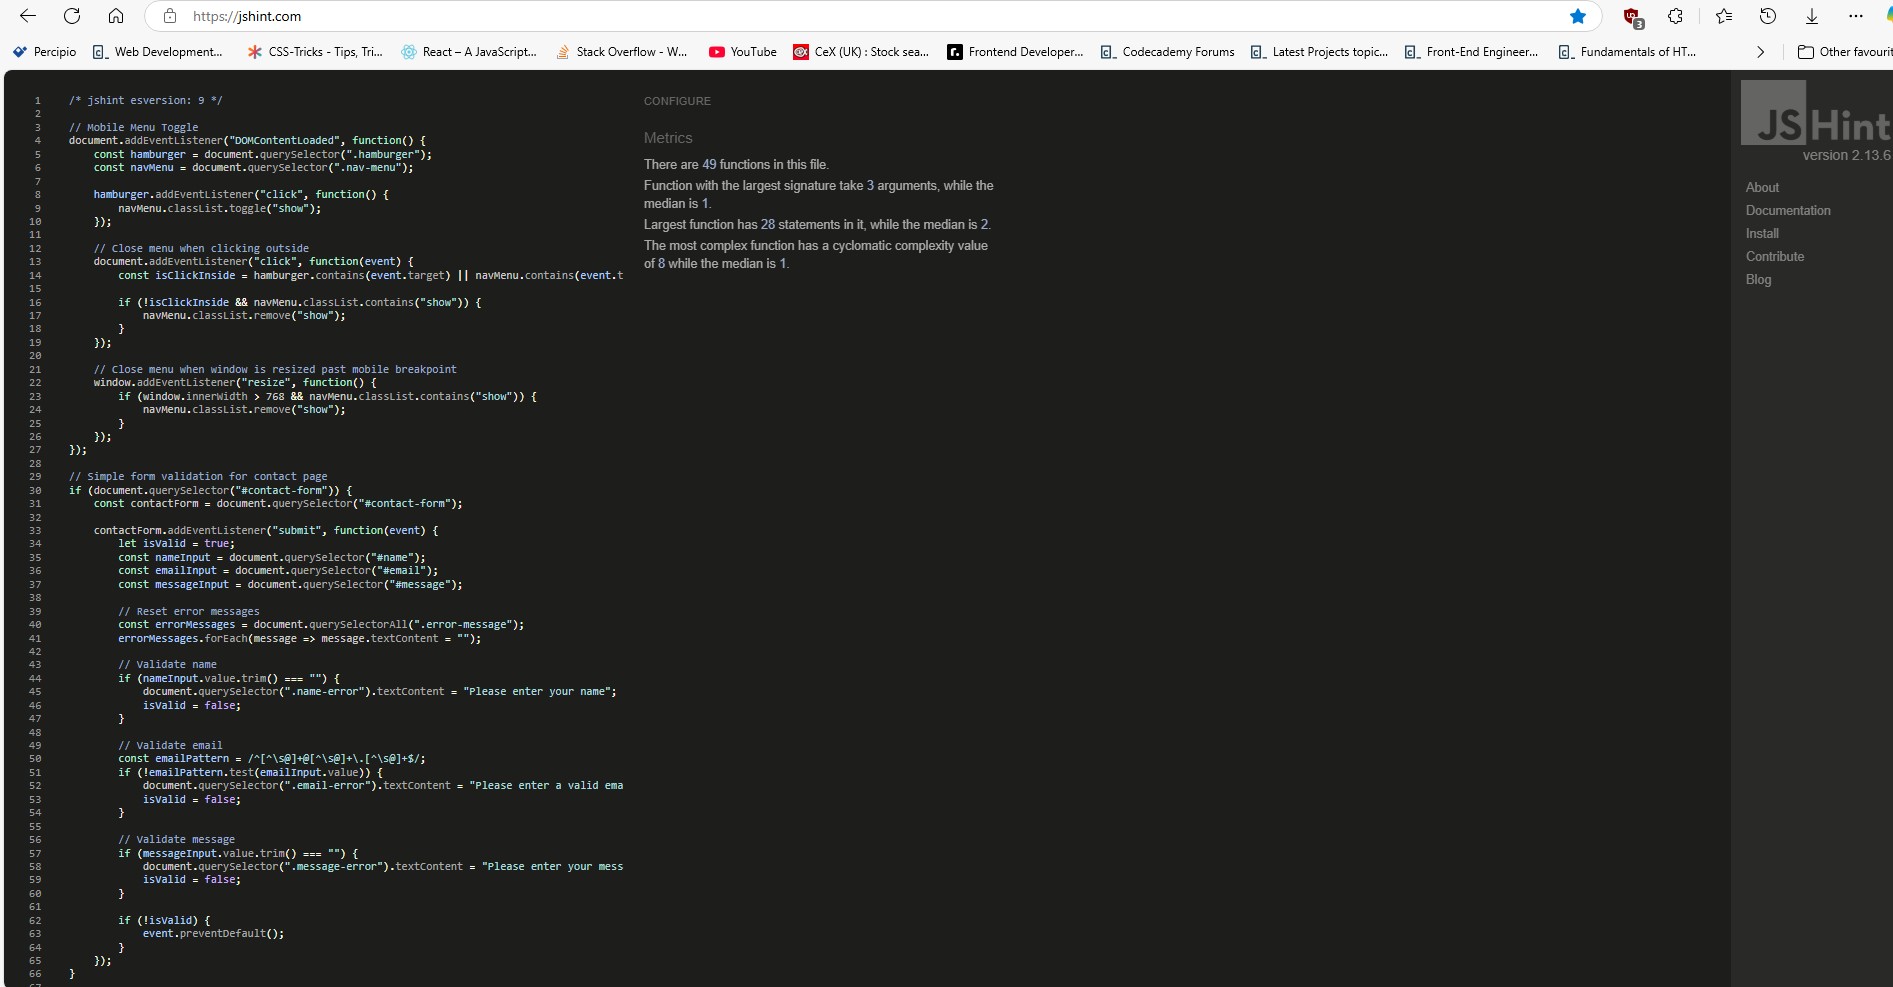 https://jshint.com
3
Percipio
Web Development...
CSS-Tricks - Tips, Tri...
React – A JavaScript...
Stack Overflow - W...
YouTube
CeX (UK) : Stock sea...
Frontend Developer...
Codecademy Forums
Latest Projects topic...
Front-End Engineer...
Fundamentals of HT...
Other favourit
1 /* jshint esversion: 9 */
2
3 // Mobile Menu Toggle
4 document.addEventListener("DOMContentLoaded", function() {
5     const hamburger = document.querySelector(".hamburger");
6     const navMenu = document.querySelector(".nav-menu");
7
8     hamburger.addEventListener("click", function() {
9         navMenu.classList.toggle("show");
10     });
11
12     // Close menu when clicking outside
13     document.addEventListener("click", function(event) {
14         const isClickInside = hamburger.contains(event.target) || navMenu.contains(event.t
15
16         if (!isClickInside && navMenu.classList.contains("show")) {
17             navMenu.classList.remove("show");
18         }
19     });
20
21     // Close menu when window is resized past mobile breakpoint
22     window.addEventListener("resize", function() {
23         if (window.innerWidth > 768 && navMenu.classList.contains("show")) {
24             navMenu.classList.remove("show");
25         }
26     });
27 });
28
29 // Simple form validation for contact page
30 if (document.querySelector("#contact-form")) {
31     const contactForm = document.querySelector("#contact-form");
32
33     contactForm.addEventListener("submit", function(event) {
34         let isValid = true;
35         const nameInput = document.querySelector("#name");
36         const emailInput = document.querySelector("#email");
37         const messageInput = document.querySelector("#message");
38
39         // Reset error messages
40         const errorMessages = document.querySelectorAll(".error-message");
41         errorMessages.forEach(message => message.textContent = "");
42
43         // Validate name
44         if (nameInput.value.trim() === "") {
45             document.querySelector(".name-error").textContent = "Please enter your name";
46             isValid = false;
47         }
48
49         // Validate email
50         const emailPattern = /^[^\s@]+@[^\s@]+\.[^\s@]+$/;
51         if (!emailPattern.test(emailInput.value)) {
52             document.querySelector(".email-error").textContent = "Please enter a valid ema
53             isValid = false;
54         }
55
56         // Validate message
57         if (messageInput.value.trim() === "") {
58             document.querySelector(".message-error").textContent = "Please enter your mess
59             isValid = false;
60         }
61
62         if (!isValid) {
63             event.preventDefault();
64         }
65     });
66 }
CONFIGURE
Metrics
There are 49 functions in this file.
Function with the largest signature take 3 arguments, while the
median is 1.
Largest function has 28 statements in it, while the median is 2.
The most complex function has a cyclomatic complexity value
of 8 while the median is 1.
JSHint
version 2.13.6
About
Documentation
Install
Contribute
Blog